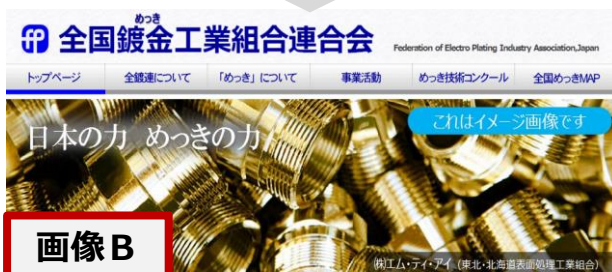 めっき
全国鍍金工業組合連合会
Federation of Electro Plating Industry Association,Japan
トップページ
全鍍連について
「めっき」について
事業活動
めっき技術コンクール
全国めっきMAP
日本の力 めっきの力
これはイメージ画像です
画像B
㈱エム・ティ・アイ（東北・北海道表面処理工業組合）